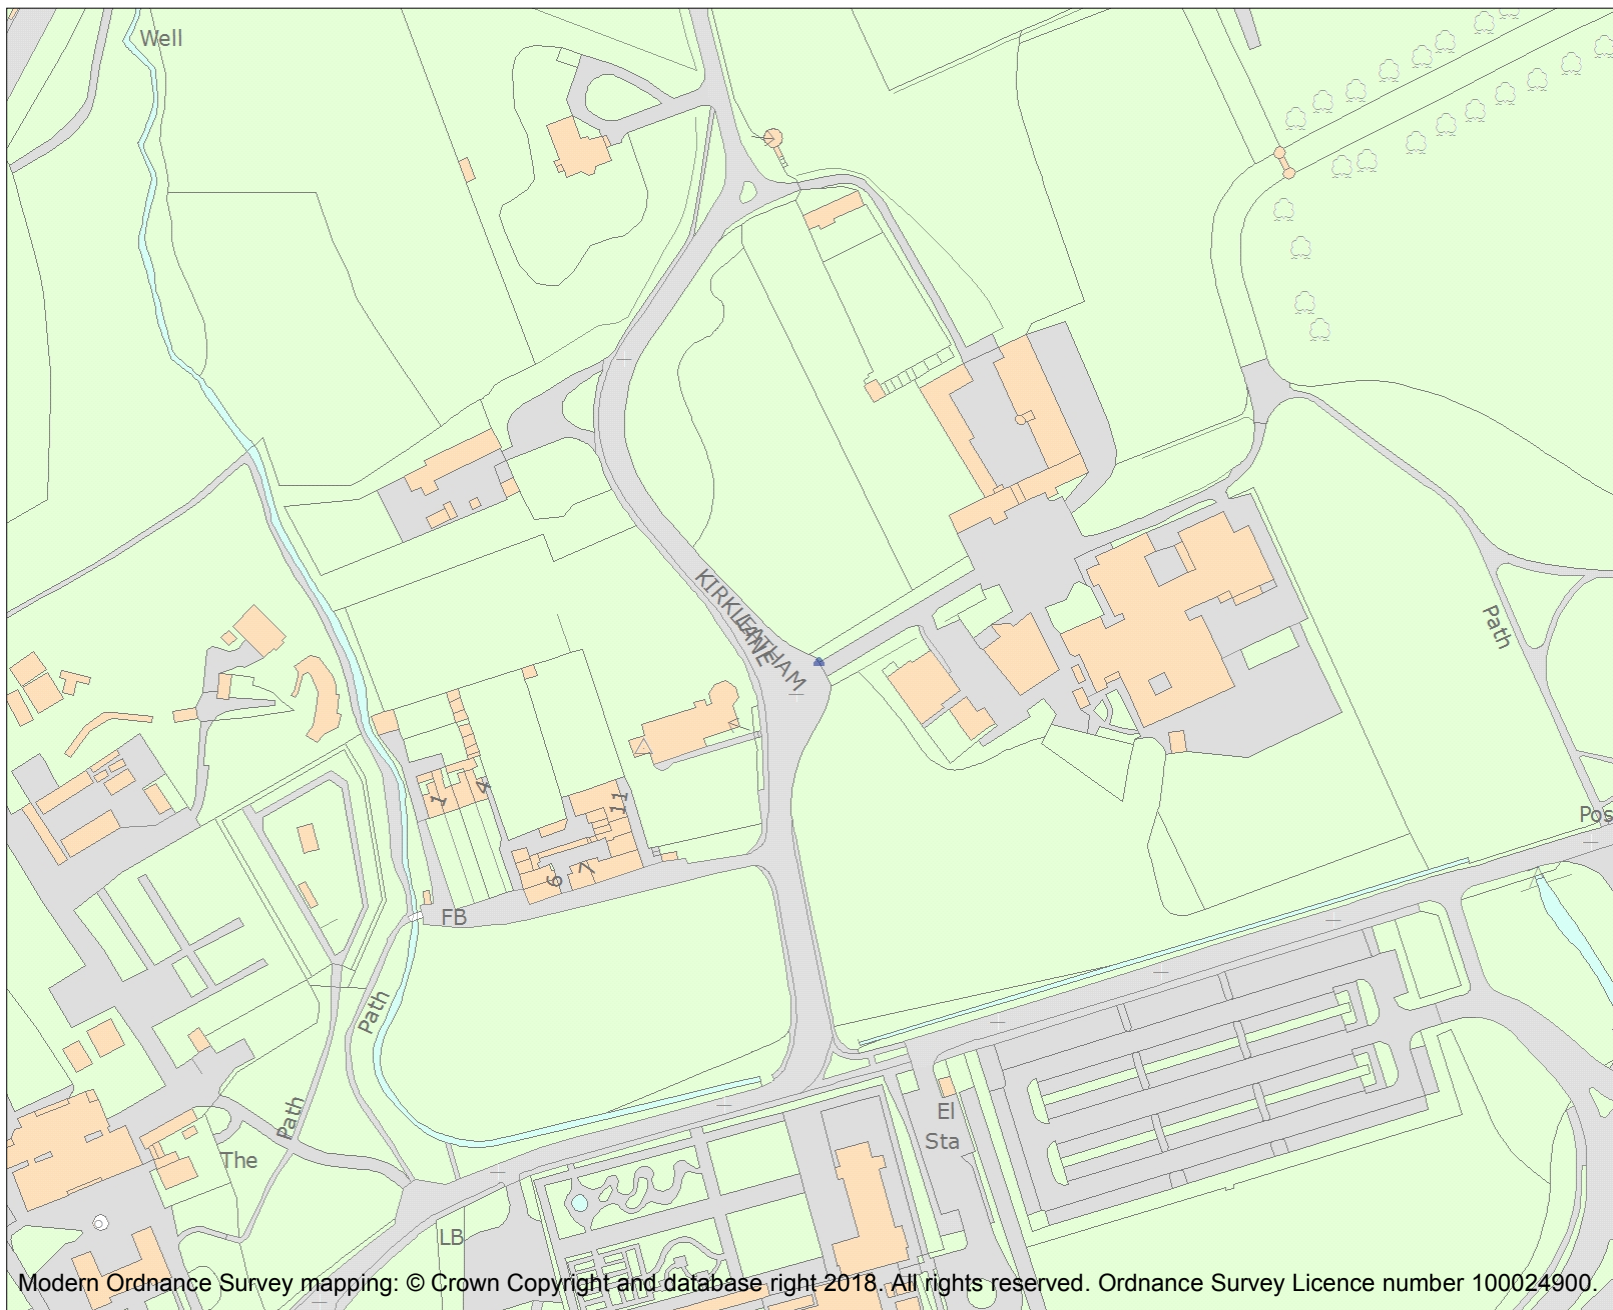 Well
KIRKLEATHAM
LANE
Path
1
4
11
6
7
Pos
FB
Path
Path
El
Sta
The
LB
Modern Ordnance Survey mapping: © Crown Copyright and database right 2018. All rights reserved. Ordnance Survey Licence number 100024900.